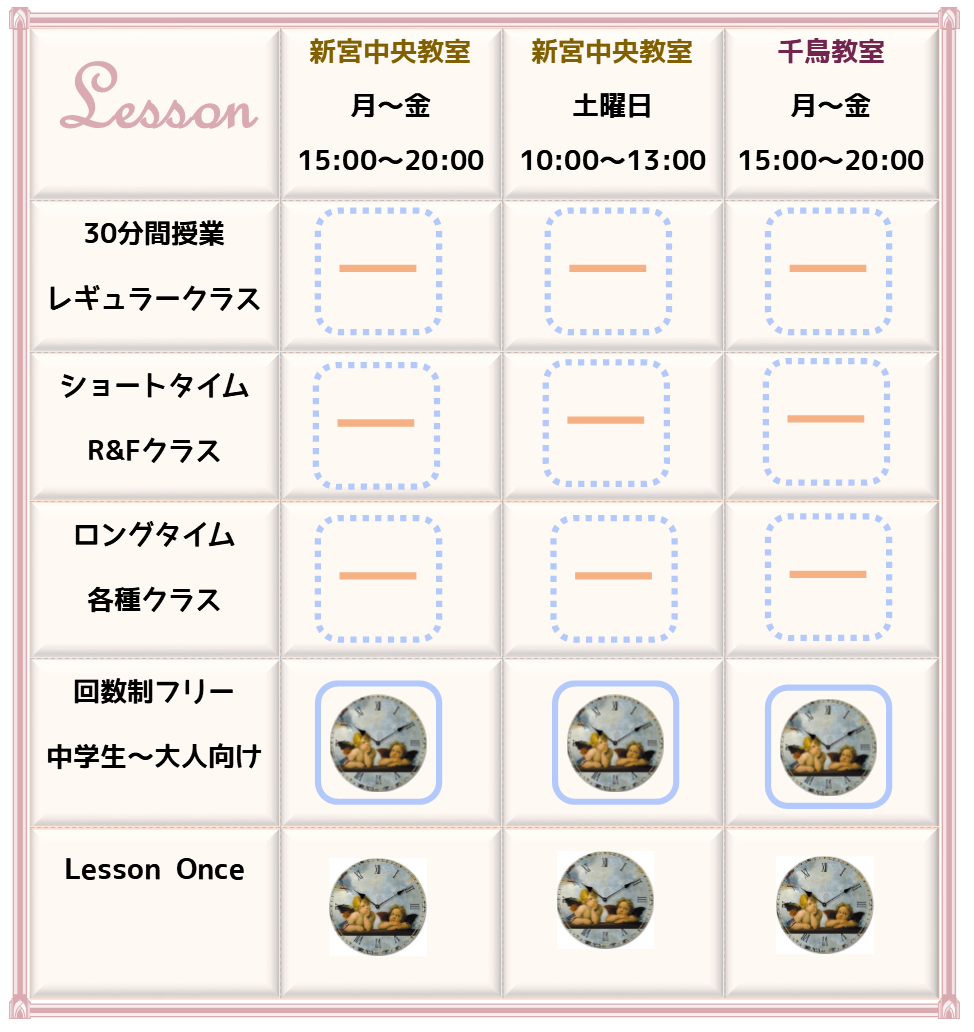 Lesson
新宮中央教室
月〜金
15:00〜20:00
新宮中央教室
土曜日
10:00〜13:00
千鳥教室
月〜金
15:00〜20:00
30分間授業
レギュラークラス
ショートタイム
R&Fクラス
ロングタイム
各種クラス
回数制フリー
中学生〜大人向け
Lesson Once